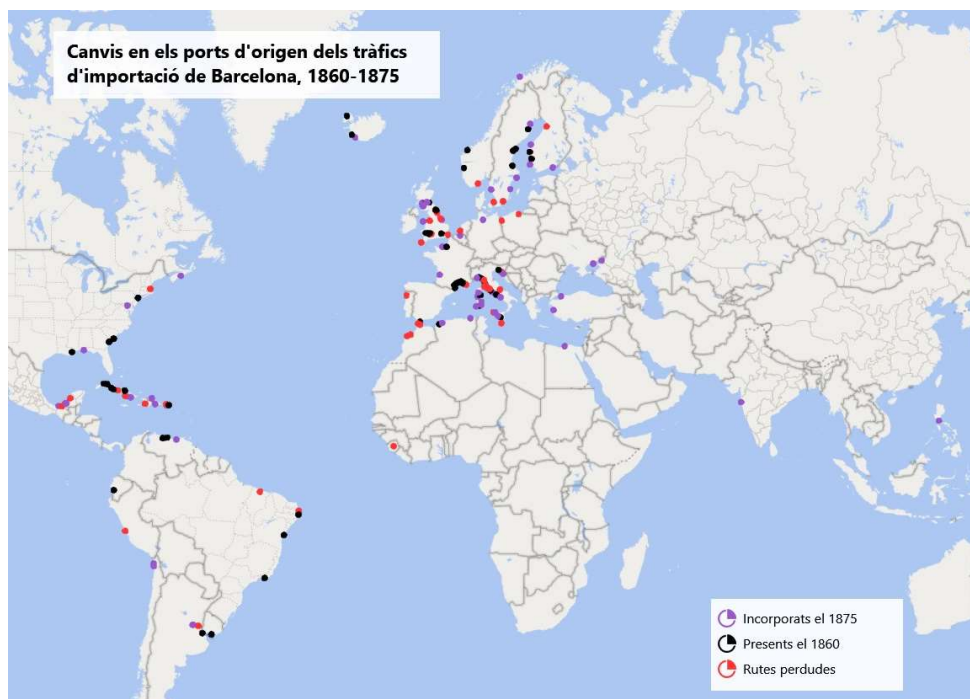 Canvis en els ports d'origen dels tràfics
d'importació de Barcelona, 1860-1875
Incorporats el 1875
Presents el 1860
Rutes perdudes